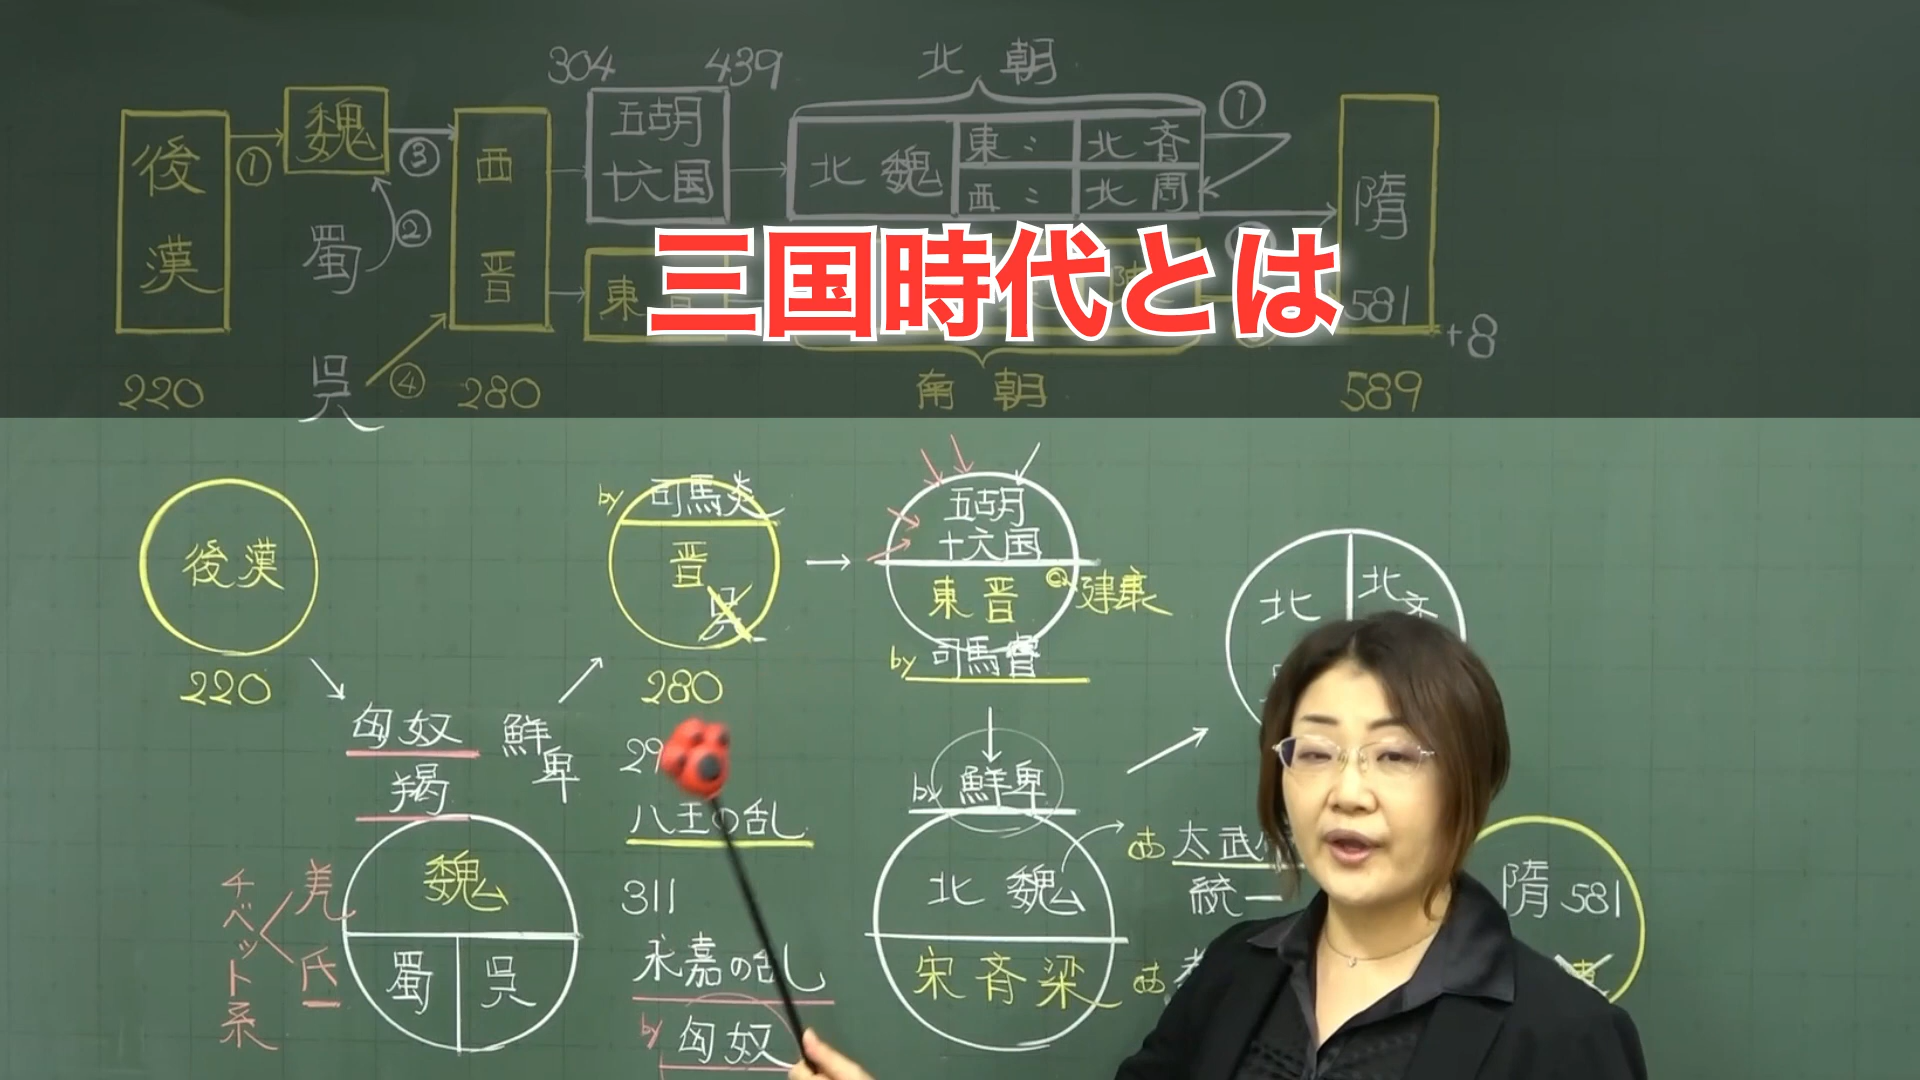 304 439 北朝
後漢 ① 魏 ③ 西晋 五胡十六国 北魏 東〃 北斉 ① 隋
西〃 北周
蜀 ②
三国時代とは
東晋
581
+8
220 呉 ④ 280 南朝 589
後漢
220
匈奴 鮮卑
羯
魏
蜀 呉
羌
氐
チベット系
by 司馬炎
晋
呉
280
29
八王の乱
311
永嘉の乱
by 匈奴
五胡
十六国
東晋 建康
by 司馬睿
by 鮮卑
北魏
宋斉梁
北 北
太武
統一
隋 581